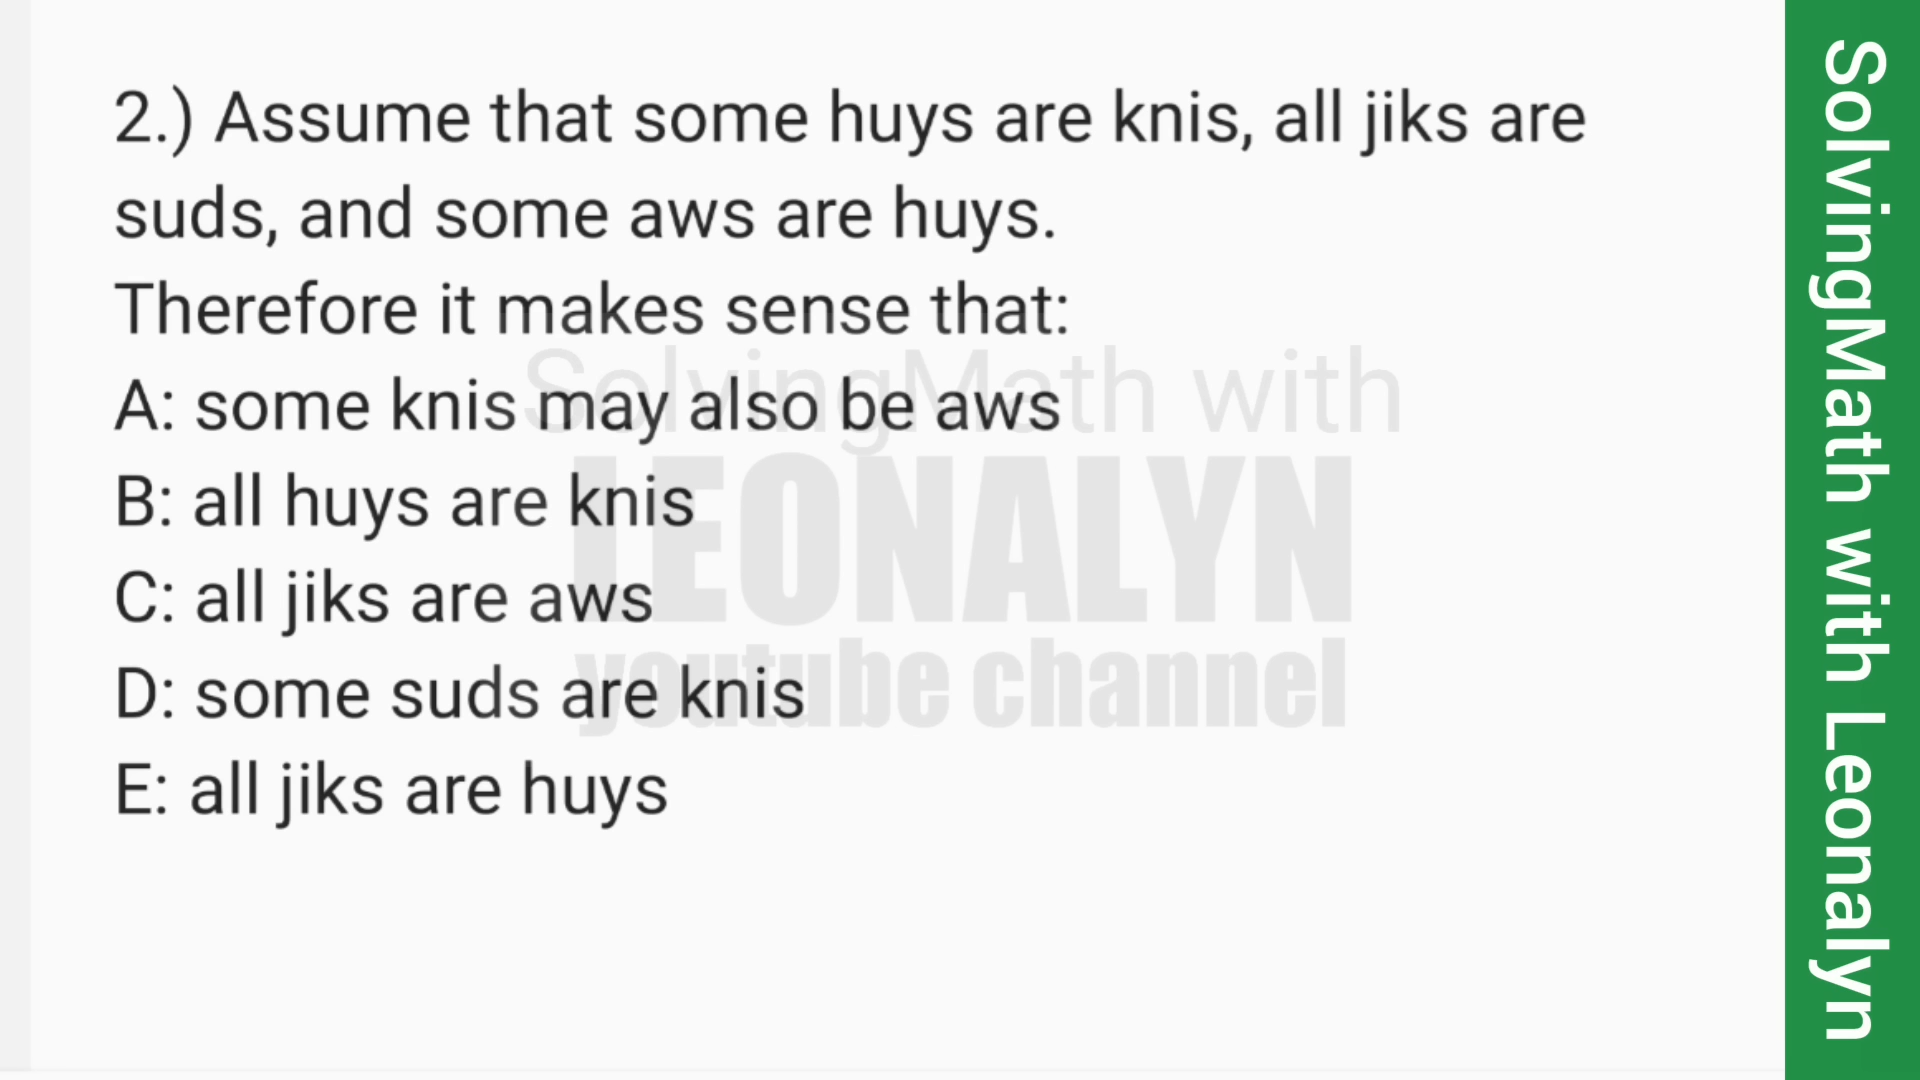 2.) Assume that some huys are knis, all jiks are
suds, and some aws are huys.
Therefore it makes sense that:
A: some knis may also be aws
B: all huys are knis
C: all jiks are aws
D: some suds are knis
E: all jiks are huys
SolvingMath with
LEONALYN
youtube channel
SolvingMath with Leonalyn